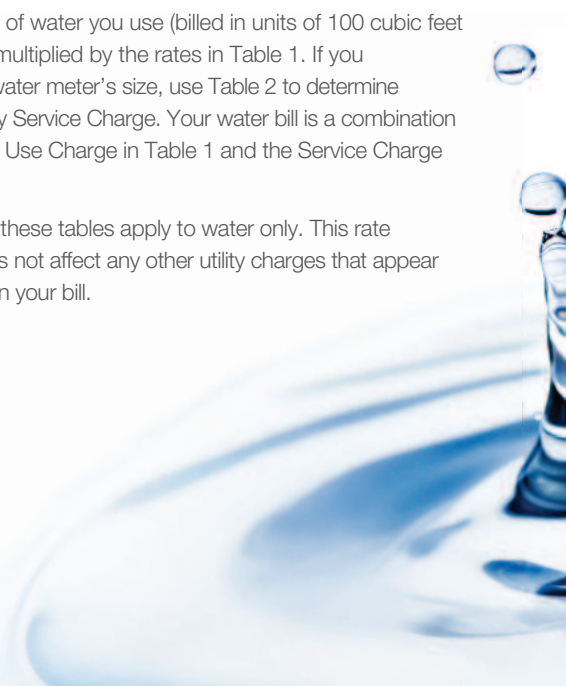 of water you use (billed in units of 100 cubic feet
multiplied by the rates in Table 1. If you
water meter's size, use Table 2 to determine
y Service Charge. Your water bill is a combination
Use Charge in Table 1 and the Service Charge
these tables apply to water only. This rate
s not affect any other utility charges that appear
n your bill.